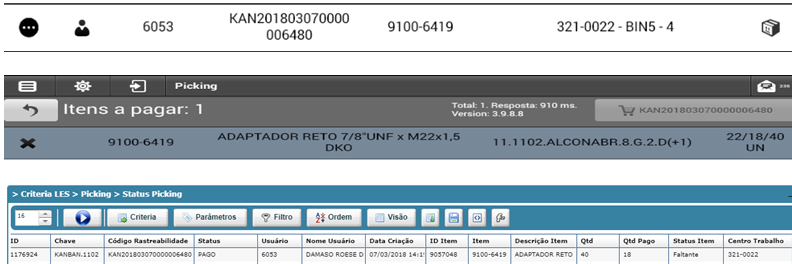 6053 KAN201803070000 9100-6419 321-0022 - BIN5 - 4
006480
Picking
Itens a pagar: 1 Total: 1. Resposta: 910 ms. KAN201803070000006480
Version: 3.9.8.8
9100-6419 ADAPTADOR RETO 7/8"UNF x M22x1,5 11.1102.ALCONABR.8.G.2.D(+1) 22/18/40
DKO UN
> Criteria LES > Picking > Status Picking
16 Criteria Parámetros Filtro Ordem Visão
ID Chave Código Rastreabilidade Status Usuário Nome Usuário Data Criação ID Item Item Descrição Item Qtd Qtd Pago Status Item Centro Trabalho
1176924 KANBAN.1102 KAN201803070000006480 PAGO 6053 DAMASO ROESE D 07/03/2018 14:1 9057048 9100-6419 ADAPTADOR RETO 40 18 Faltante 321-0022